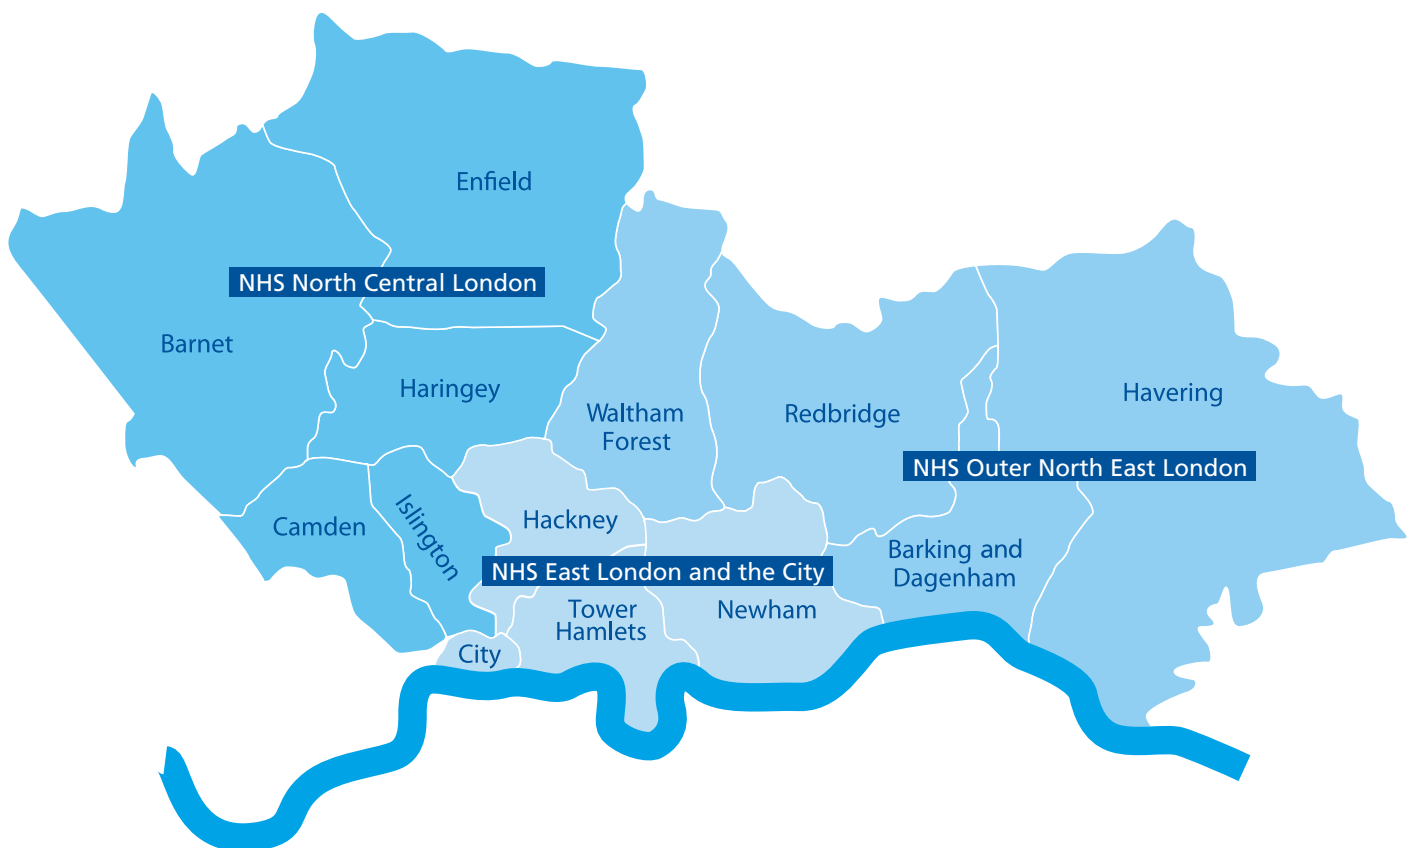 Enfield
NHS North Central London
Barnet
Haringey
Waltham
Forest
Redbridge
Havering
NHS Outer North East London
Camden
Islington
Hackney
NHS East London and the City
Barking and
Dagenham
Tower
Hamlets
Newham
City